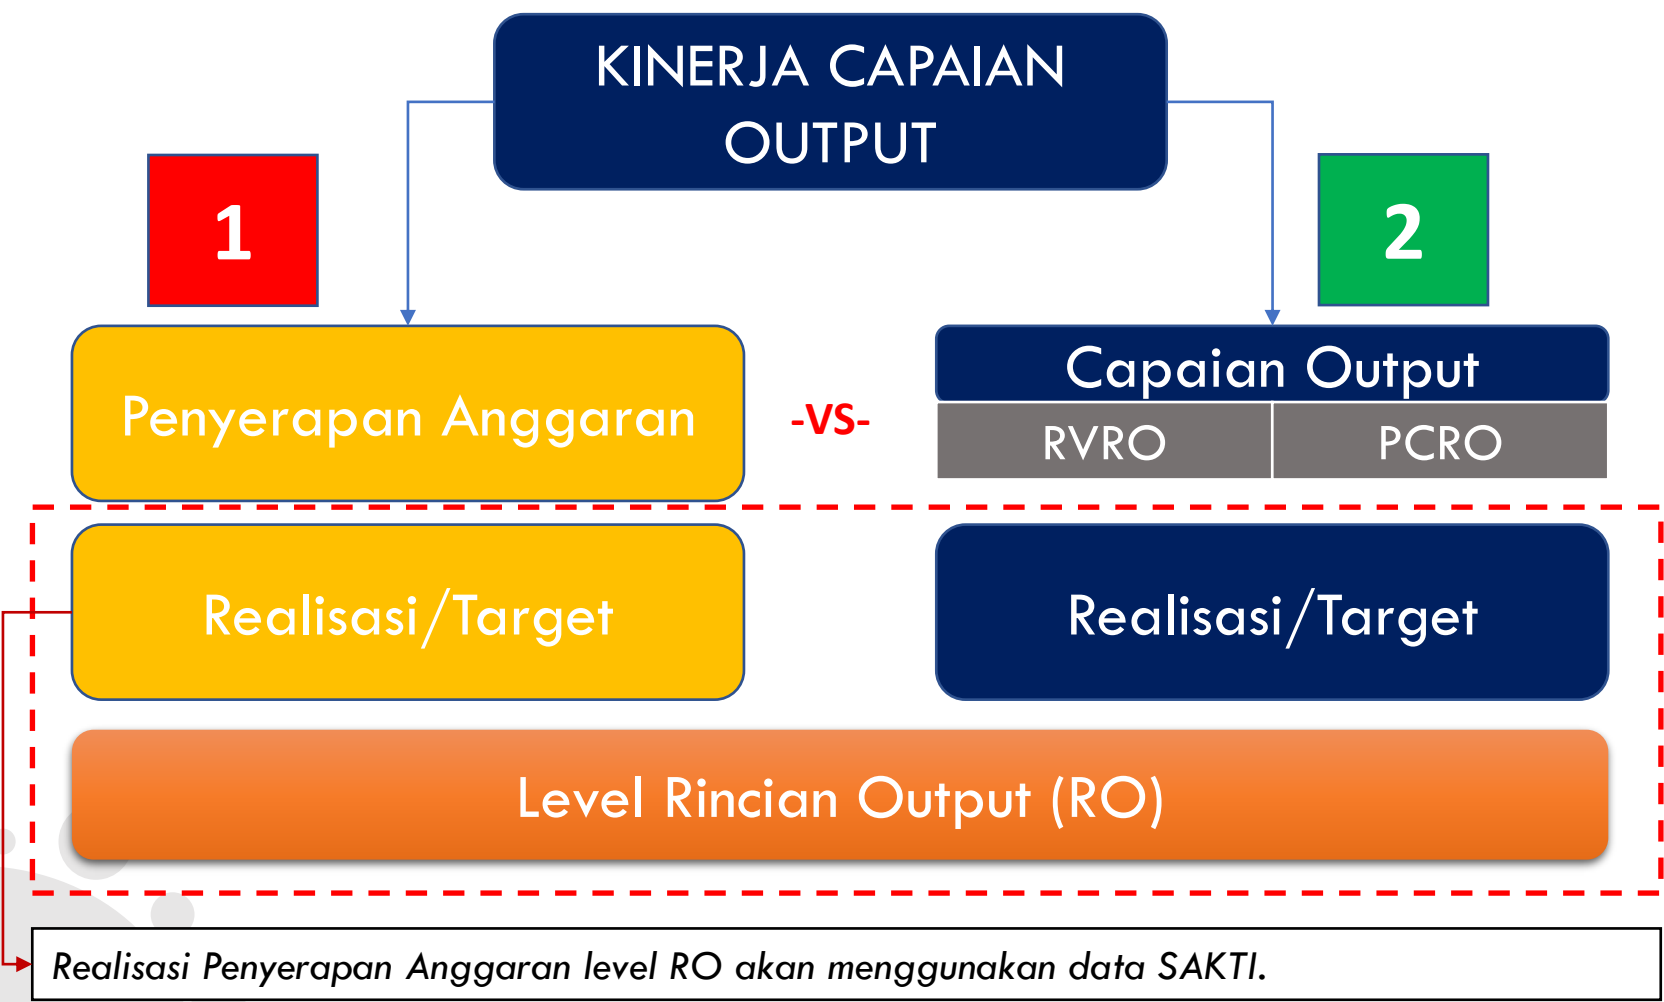 KINERJA CAPAIAN
OUTPUT
1
2
Penyerapan Anggaran
-VS-
Capaian Output
RVRO
PCRO
Realisasi/Target
Realisasi/Target
Level Rincian Output (RO)
Realisasi Penyerapan Anggaran level RO akan menggunakan data SAKTI.